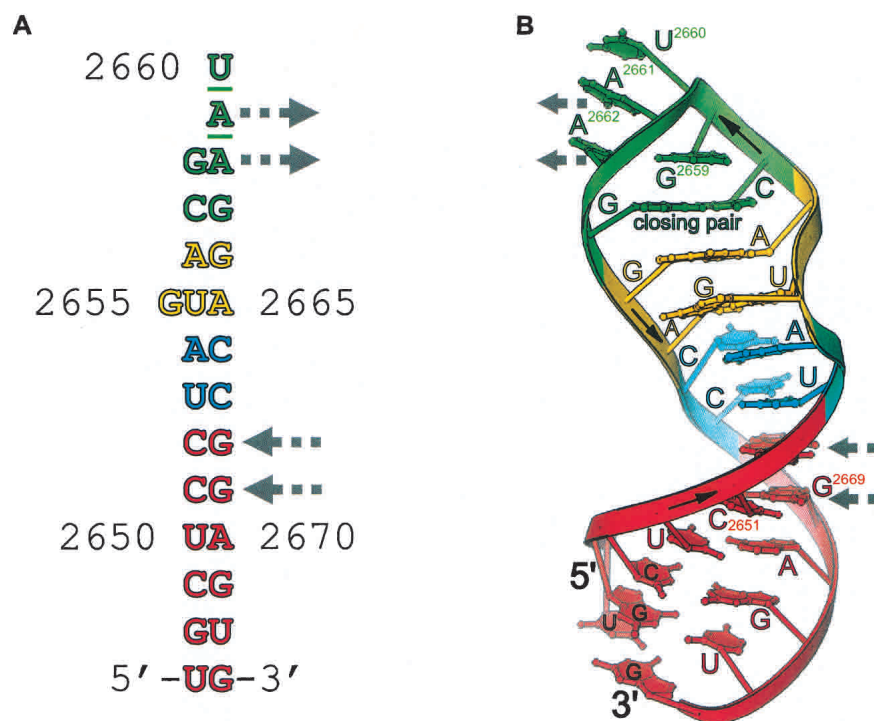 A
2660 U
A
GA
CG
AG
2655 GUA 2665
AC
UC
CG
CG
2650 UA 2670
CG
GU
5′ -UG-3′
B
U2660
A2661
A2662
G2659
C
G
closing pair
A
G
U
G
A
A
C
U
C
G2669
C2651
U
A
5'
C
U G
G
U
G
3'